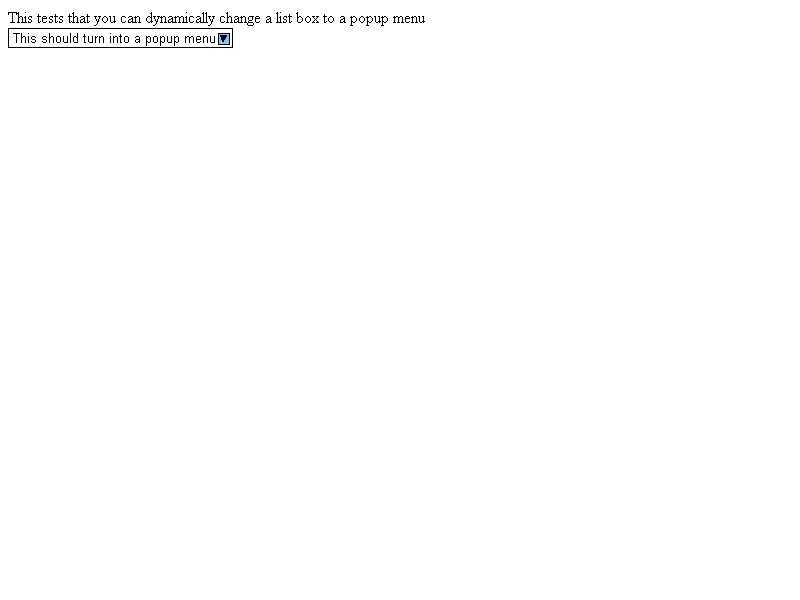 This tests that you can dynamically change a list box to a popup menu
This should turn into a popup menu